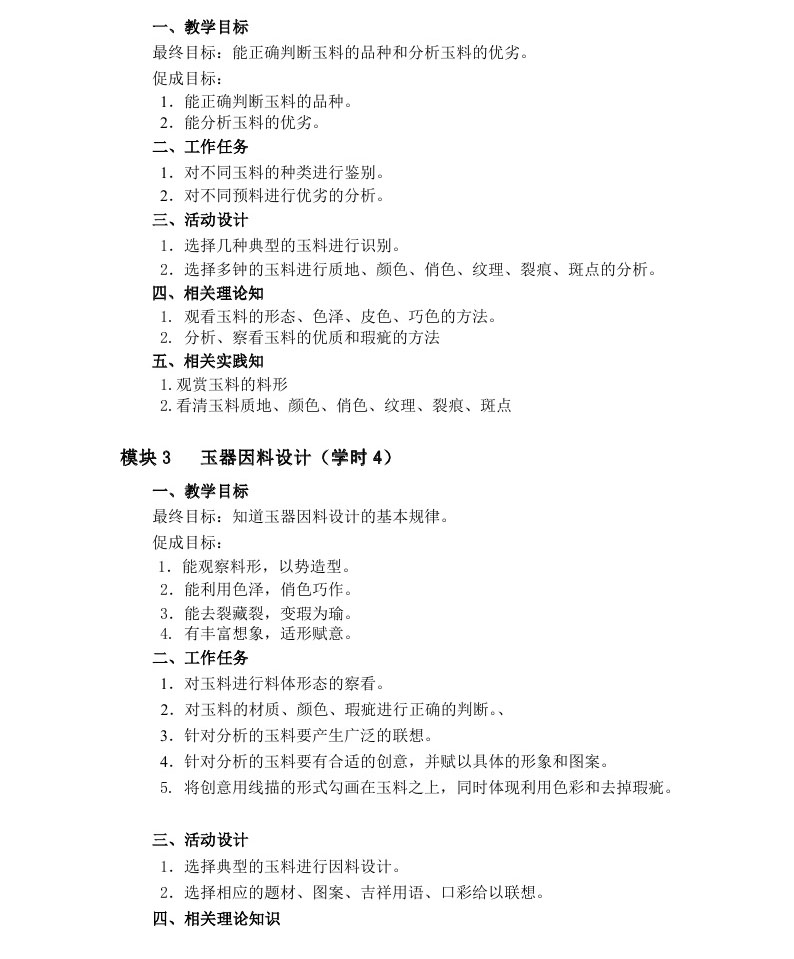 一、教学目标
最终目标：能正确判断玉料的品种和分析玉料的优劣。
促成目标：
1．能正确判断玉料的品种。
2．能分析玉料的优劣。
二、工作任务
1．对不同玉料的种类进行鉴别。
2．对不同预料进行优劣的分析。
三、活动设计
1．选择几种典型的玉料进行识别。
2．选择多钟的玉料进行质地、颜色、俏色、纹理、裂痕、斑点的分析。
四、相关理论知
1. 观看玉料的形态、色泽、皮色、巧色的方法。
2. 分析、察看玉料的优质和瑕疵的方法
五、相关实践知
1.观赏玉料的料形
2.看清玉料质地、颜色、俏色、纹理、裂痕、斑点
模块 3 玉器因料设计（学时 4）
一、教学目标
最终目标：知道玉器因料设计的基本规律。
促成目标：
1．能观察料形，以势造型。
2．能利用色泽，俏色巧作。
3．能去裂藏裂，变瑕为瑜。
4. 有丰富想象，适形赋意。
二、工作任务
1．对玉料进行料体形态的察看。
2．对玉料的材质、颜色、瑕疵进行正确的判断。、
3．针对分析的玉料要产生广泛的联想。
4．针对分析的玉料要有合适的创意，并赋以具体的形象和图案。
5. 将创意用线描的形式勾画在玉料之上，同时体现利用色彩和去掉瑕疵。
三、活动设计
1．选择典型的玉料进行因料设计。
2．选择相应的题材、图案、吉祥用语、口彩给以联想。
四、相关理论知识